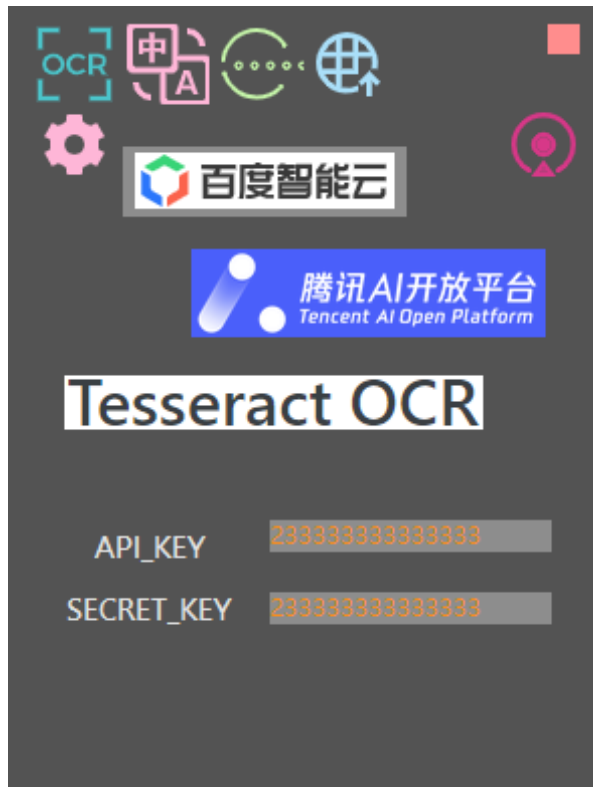 OCR
中
A
百度智能云
腾讯AI开放平台
Tencent AI Open Platform
Tesseract OCR
API_KEY 233333333333333
SECRET_KEY 233333333333333